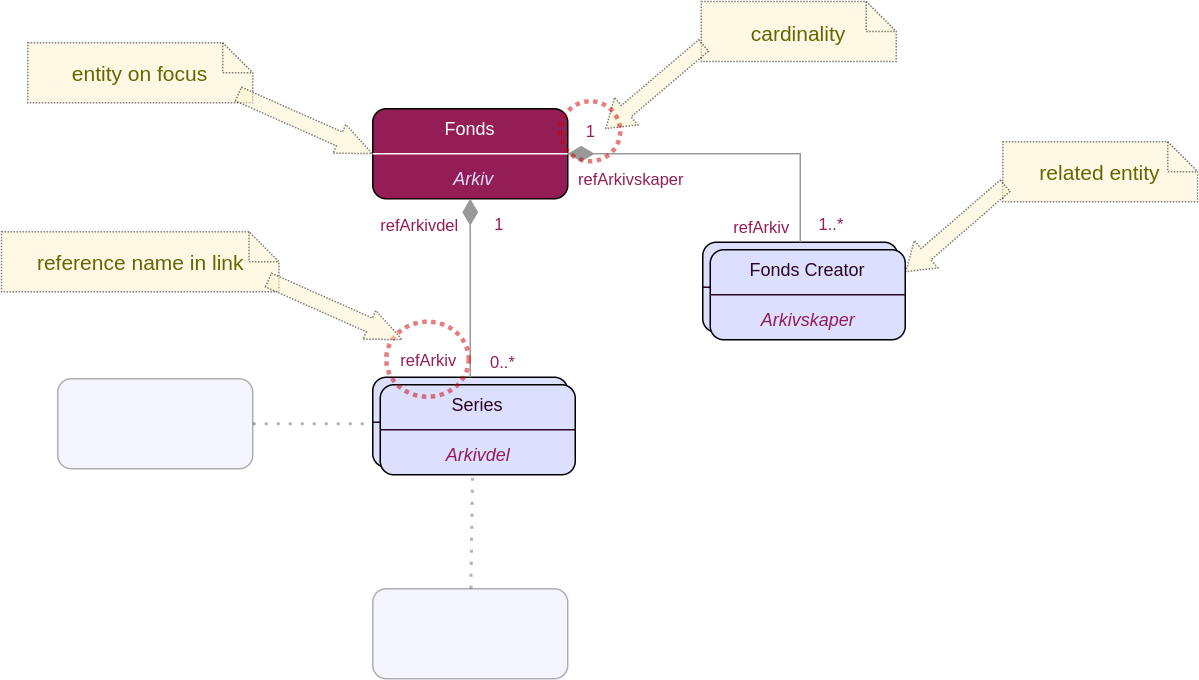 cardinality
entity on focus
Fonds
Arkiv
1
refArkivskaper
related entity
refArkivdel
1
refArkiv
1..*
reference name in link
Fonds Creator
Arkivskaper
refArkiv
0..*
Series
Arkivdel